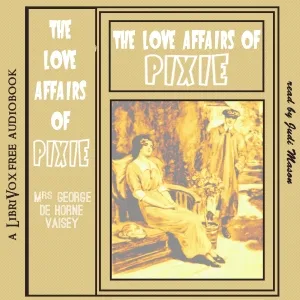 A LIBRIVOX FREE AUDIOBOOK
THE
LOVE
AFFAIRS
OF
PIXIE
MRS GEORGE
DE HORNE
VAISEY
THE LOVE AFFAIRS OF
PIXIE
read by Judi Mason